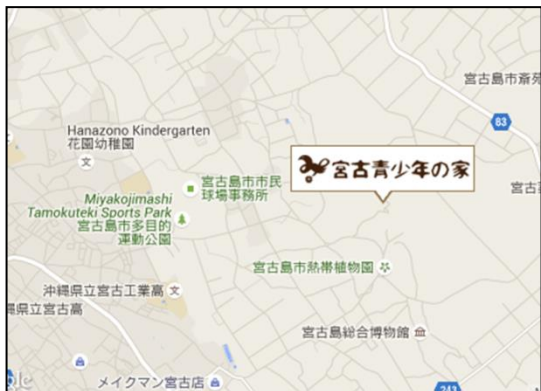 宮古島市斎苑
83
Hanazono Kindergarten
花園幼稚園
宮古青少年の家
宮古島市市民
球場事務所
宮古
Miyakojimashi
Tamokuteki Sports Park
宮古島市多目的
運動公園
宮古島市熱帯植物園
沖縄県立宮古工業高
縄県立宮古高
宮古島総合博物館
メイクマン宮古店
243